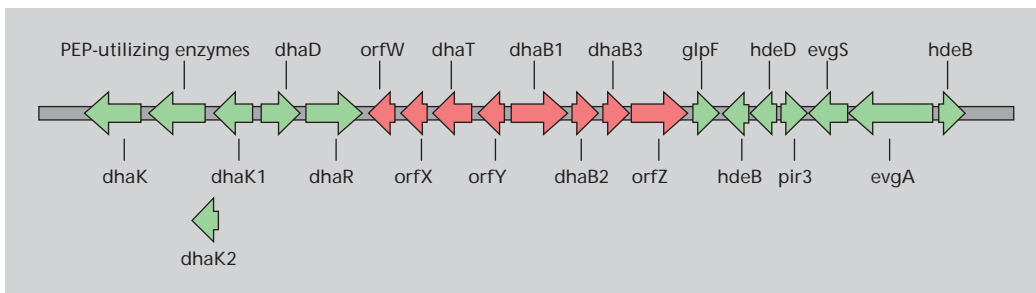 PEP-utilizing enzymes dhaD orfW dhaT dhaB1 dhaB3 glpF hdeD evgS hdeB
dhaK dhaK1 dhaR orfX orfY dhaB2 orfZ hdeB pir3 evgA
dhaK2